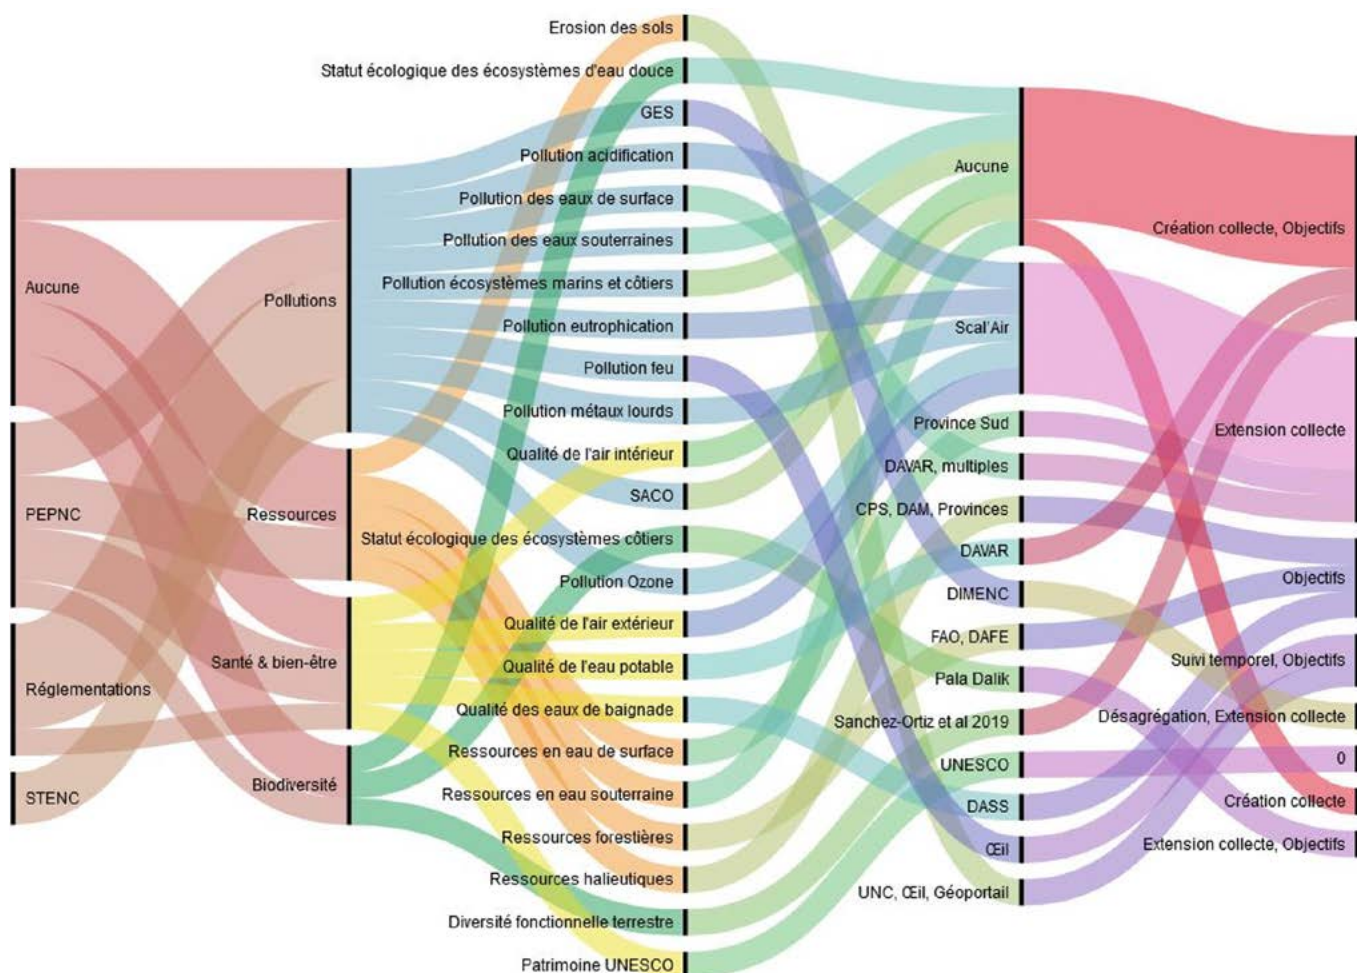 Aucune
PEPNC
Réglementations
STENC
Pollutions
Ressources
Santé & bien-être
Biodiversité
Erosion des sols
Statut écologique des écosystèmes d'eau douce
GES
Pollution acidification
Pollution des eaux de surface
Pollution des eaux souterraines
Pollution écosystèmes marins et côtiers
Pollution eutrophication
Pollution feu
Pollution métaux lourds
Qualité de l'air intérieur
SACO
Statut écologique des écosystèmes côtiers
Pollution Ozone
Qualité de l'air extérieur
Qualité de l'eau potable
Qualité des eaux de baignade
Ressources en eau de surface
Ressources en eau souterraine
Ressources forestières
Ressources halieutiques
Diversité fonctionnelle terrestre
Patrimoine UNESCO
Aucune
Scal'Air
Province Sud
DAVAR, multiples
CPS, DAM, Provinces
DAVAR
DIMENC
FAO, DAFE
Pala Dalik
Sanchez-Ortiz et al 2019
UNESCO
DASS
Œil
UNC, Œil, Géoportail
Création collecte, Objectifs
Extension collecte
Objectifs
Suivi temporel, Objectifs
Désagrégation, Extension collecte
0
Création collecte
Extension collecte, Objectifs